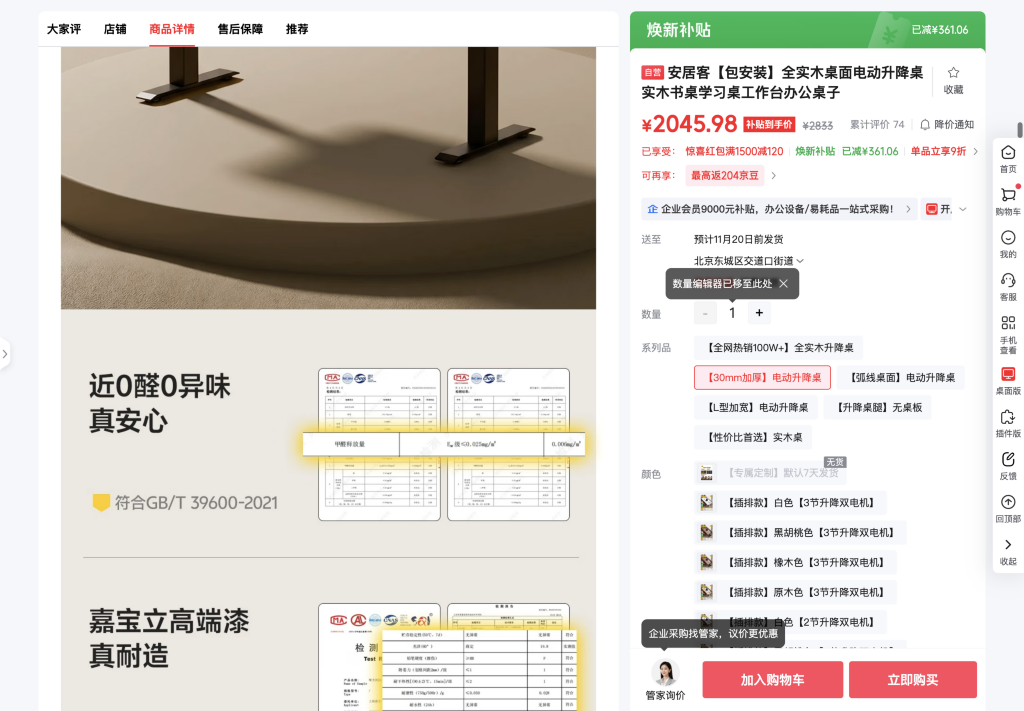 大家评
店铺
商品详情
售后保障
推荐
近0醛0异味
真安心
甲醛释放量
0.000mg/m³
符合GB/T 39600-2021
嘉宝立高端漆
真耐造
检 测
焕新补贴
已减¥361.06
自营 安居客【包安装】全实木桌面电动升降桌
实木书桌学习桌工作台办公桌子
收藏
¥2045.98 补贴到手价 ¥2833 累计评价 74 降价通知
已享受: 惊喜红包满1500减120 焕新补贴 已减¥361.06 单品立享9折
可再享: 最高返204京豆
企业会员9000元补贴，办公设备/易耗品一站式采购！
开.
送至 预计11月20日前发货
北京东城区交道口街道
数量编辑器已移至此处
数量 - 1 +
系列品 【全网热销100W+】全实木升降桌
【30mm加厚】电动升降桌 【弧线桌面】电动升降桌
【L型加宽】电动升降桌 【升降桌腿】无桌板
【性价比首选】实木桌
颜色 【专属定制】默认7天发货 无货
【插排款】白色【3节升降双电机】
【插排款】黑胡桃色【3节升降双电机】
【插排款】橡木色【3节升降双电机】
【插排款】原木色【3节升降双电机】
【插排款】白色【2节升降双电机】
企业采购找管家，议价更优惠
管家询价
加入购物车
立即购买
首页
购物车
我的
客服
手机
查看
桌面版
插件版
反馈
回顶部
收起